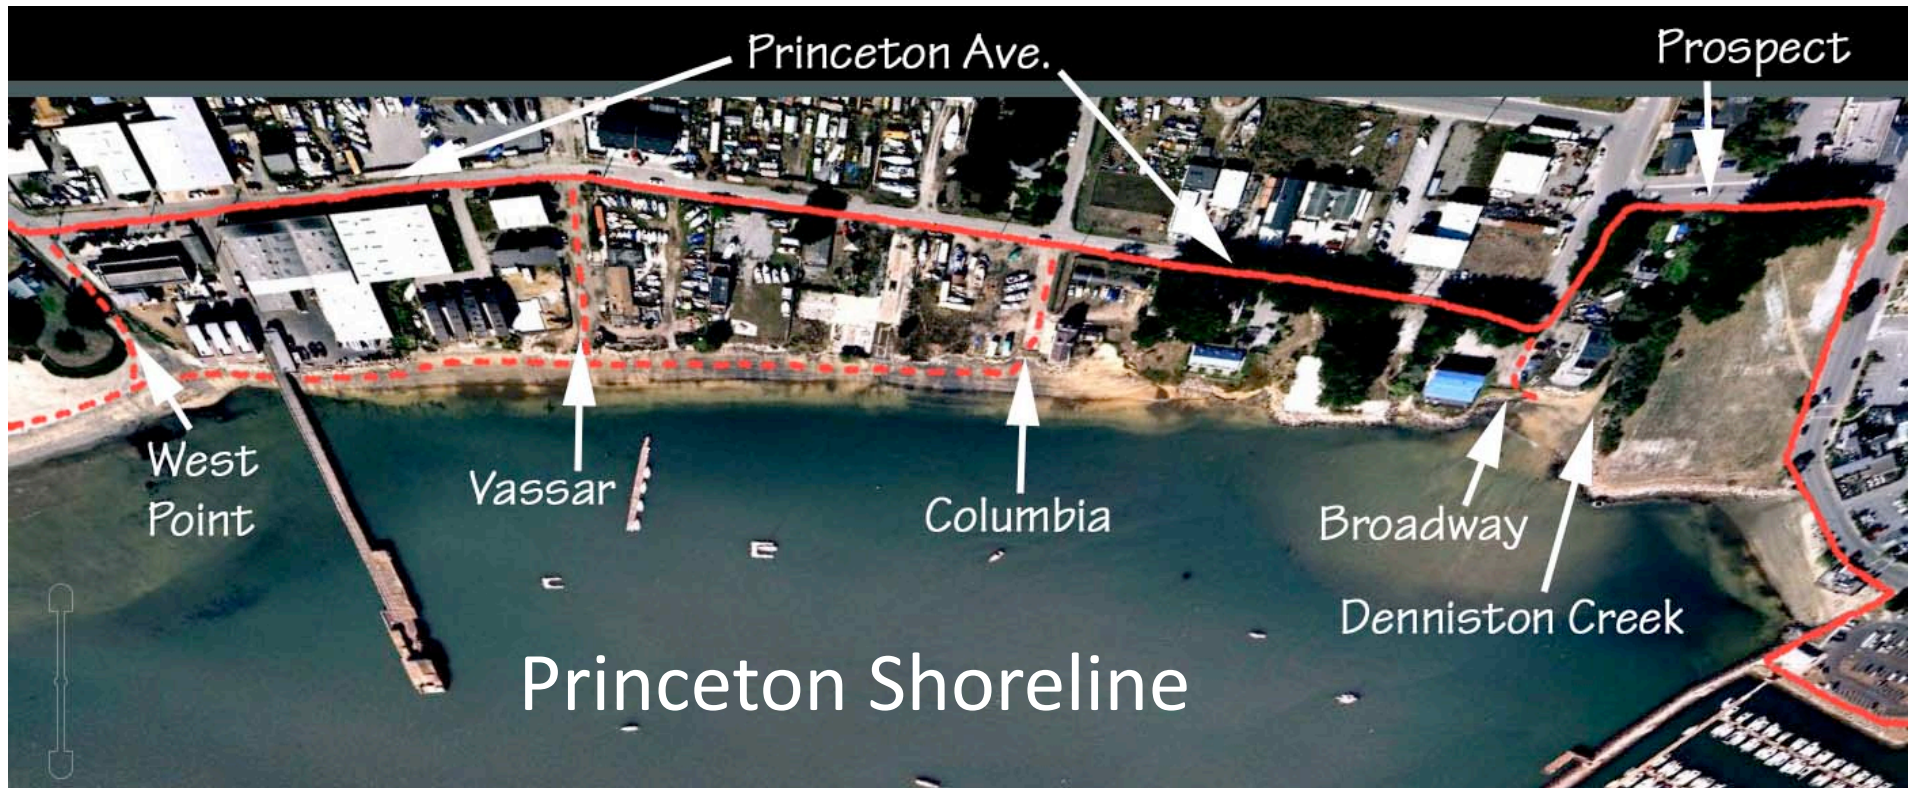 Princeton Ave.
Prospect
West
Point
Vassar
Columbia
Broadway
Denniston Creek
Princeton Shoreline